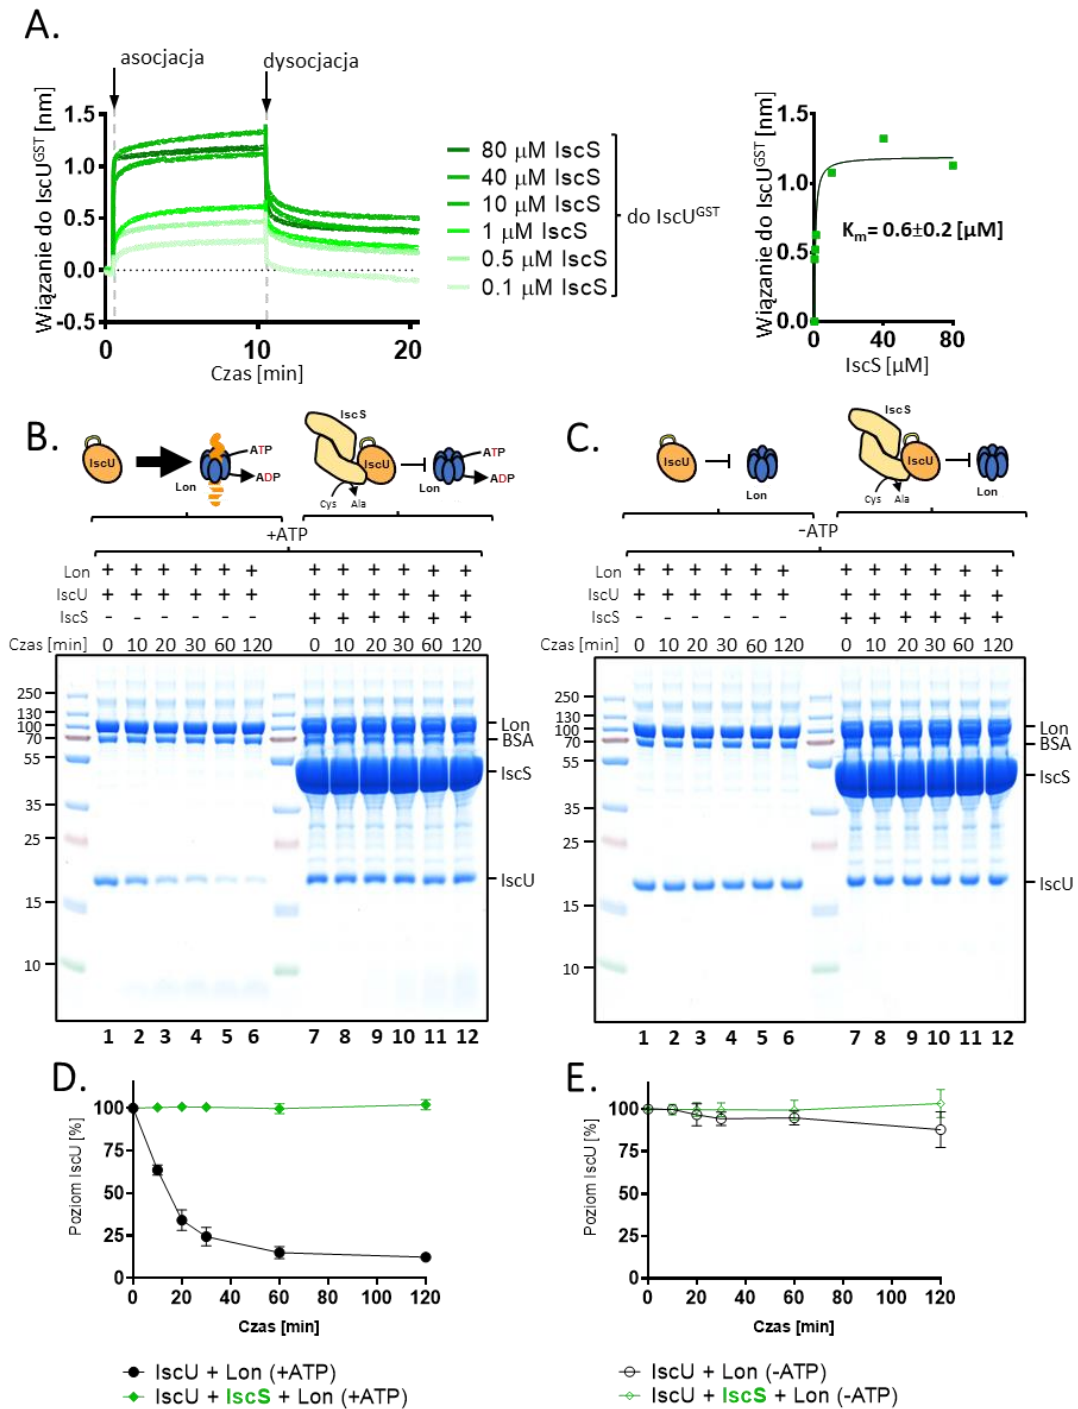 A.
asocjacja
dysocjacja
Wiązanie do IscU^GST [nm]
1.5
1.0
0.5
0.0
-0.5
0
10
20
Czas [min]
80 µM IscS
40 µM IscS
10 µM IscS
1 µM IscS
0.5 µM IscS
0.1 µM IscS
do IscU^GST
Wiązanie do IscU^GST [nm]
1.5
1.0
0.5
0.0
K_m= 0.6±0.2 [µM]
0
40
80
IscS [µM]
B.
IscU
Lon
ATP
ADP
IscS
IscU
Cys
Ala
Lon
ATP
ADP
+ATP
Lon + + + + + + + + + + + +
IscU + + + + + + + + + + + +
IscS - - - - - - + + + + + +
Czas [min] 0 10 20 30 60 120 0 10 20 30 60 120
250
130
100
70
55
35
25
15
10
Lon
BSA
IscS
IscU
1 2 3 4 5 6 7 8 9 10 11 12
C.
IscU
Lon
IscS
IscU
Cys
Ala
Lon
-ATP
Lon + + + + + + + + + + + +
IscU + + + + + + + + + + + +
IscS - - - - - - + + + + + +
Czas [min] 0 10 20 30 60 120 0 10 20 30 60 120
250
130
100
70
55
35
25
15
10
Lon
BSA
IscS
IscU
1 2 3 4 5 6 7 8 9 10 11 12
D.
Poziom IscU [%]
100
75
50
25
0
0 20 40 60 80 100 120
Czas [min]
IscU + Lon (+ATP)
IscU + IscS + Lon (+ATP)
E.
Poziom IscU [%]
100
75
50
25
0
0 20 40 60 80 100 120
Czas [min]
IscU + Lon (-ATP)
IscU + IscS + Lon (-ATP)